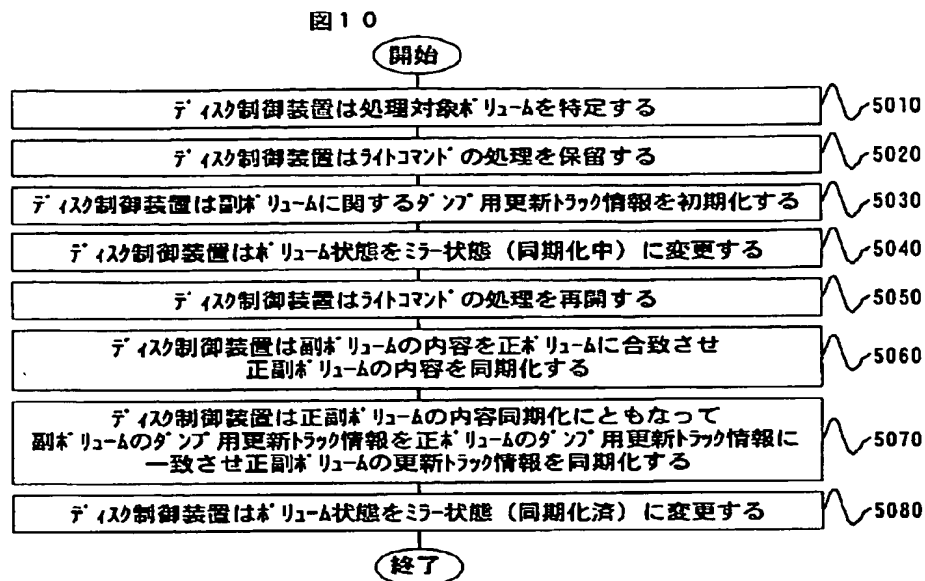 図１０
開始
ﾃﾞｨｽｸ制御装置は処理対象ﾎﾞﾘｭｰﾑを特定する
5010
ﾃﾞｨｽｸ制御装置はﾗｲﾄｺﾏﾝﾄﾞの処理を保留する
5020
ﾃﾞｨｽｸ制御装置は副ﾎﾞﾘｭｰﾑに関するﾀﾞﾝﾌﾟ用更新ﾄﾗｯｸ情報を初期化する
5030
ﾃﾞｨｽｸ制御装置はﾎﾞﾘｭｰﾑ状態をﾐﾗｰ状態（同期化中）に変更する
5040
ﾃﾞｨｽｸ制御装置はﾗｲﾄｺﾏﾝﾄﾞの処理を再開する
5050
ﾃﾞｨｽｸ制御装置は副ﾎﾞﾘｭｰﾑの内容を正ﾎﾞﾘｭｰﾑに合致させ
正副ﾎﾞﾘｭｰﾑの内容を同期化する
5060
ﾃﾞｨｽｸ制御装置は正副ﾎﾞﾘｭｰﾑの内容同期化にともなって
副ﾎﾞﾘｭｰﾑのﾀﾞﾝﾌﾟ用更新ﾄﾗｯｸ情報を正ﾎﾞﾘｭｰﾑのﾀﾞﾝﾌﾟ用更新ﾄﾗｯｸ情報に
一致させ正副ﾎﾞﾘｭｰﾑの更新ﾄﾗｯｸ情報を同期化する
5070
ﾃﾞｨｽｸ制御装置はﾎﾞﾘｭｰﾑ状態をﾐﾗｰ状態（同期化済）に変更する
5080
終了